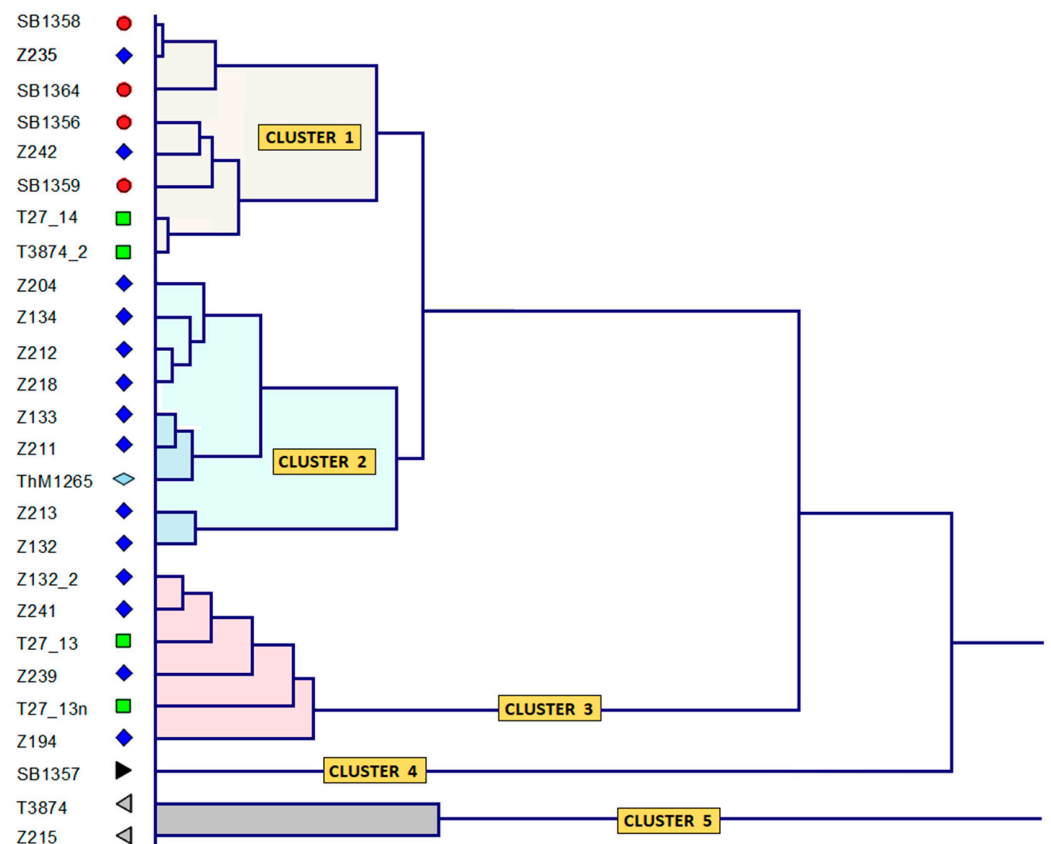 SB1358
Z235
SB1364
SB1356
CLUSTER 1
Z242
SB1359
T27_14
T3874_2
Z204
Z134
Z212
Z218
Z133
Z211
CLUSTER 2
ThM1265
Z213
Z132
Z132_2
Z241
T27_13
Z239
T27_13n
CLUSTER 3
Z194
SB1357
CLUSTER 4
T3874
CLUSTER 5
Z215